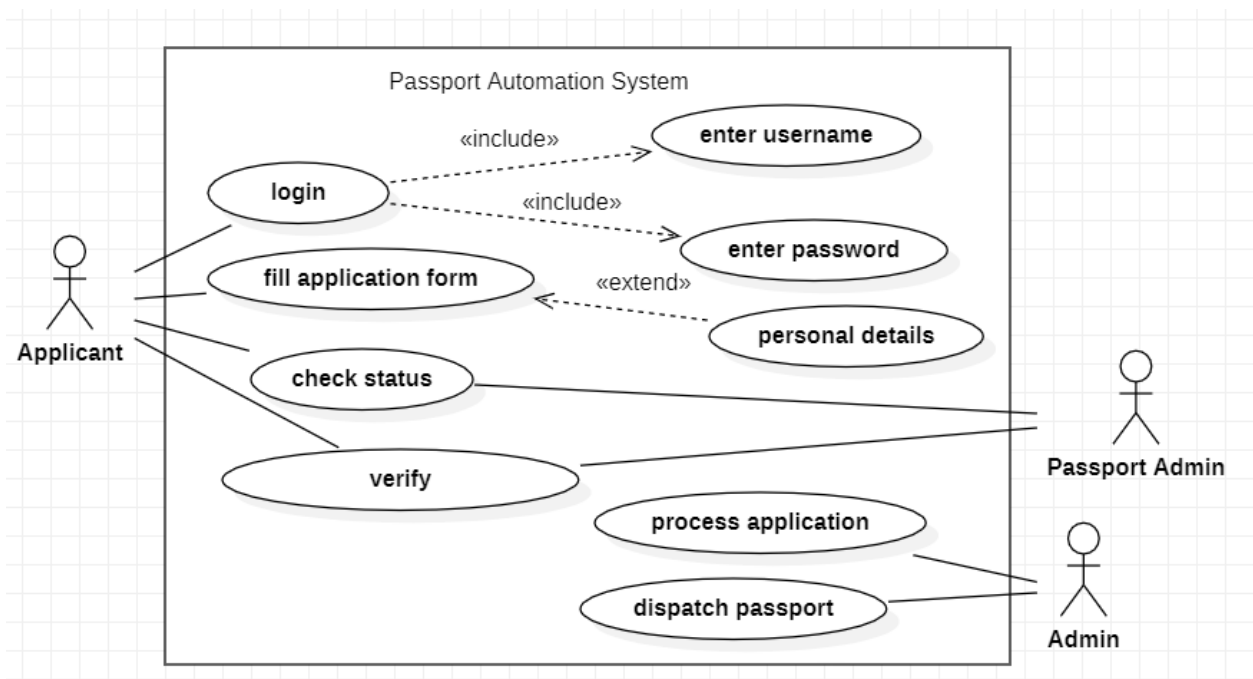 Passport Automation System
«include»
enter username
login
«include»
enter password
fill application form
«extend»
personal details
Applicant
check status
Passport Admin
verify
process application
dispatch passport
Admin